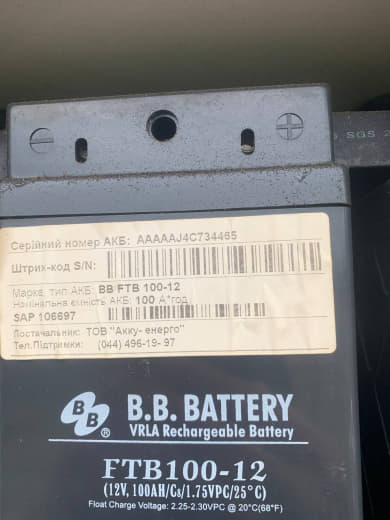 SGS 2
Серійний номер АКБ: AAAAAJ4C734465
Штрих-код S/N:
Марка, тип АКБ: BB FTB 100-12
Номінальна ємність АКБ: 100 А*год
SAP 106697
Постачальник: ТОВ "Акку-енерго"
Тел.Підтримки: (044) 496-19-97
BB ®
B.B. BATTERY
VRLA Rechargeable Battery
FTB100-12
(12V, 100AH/C8/1.75VPC/25°C)
Float Charge Voltage: 2.25-2.30VPC @ 20°C(68°F)